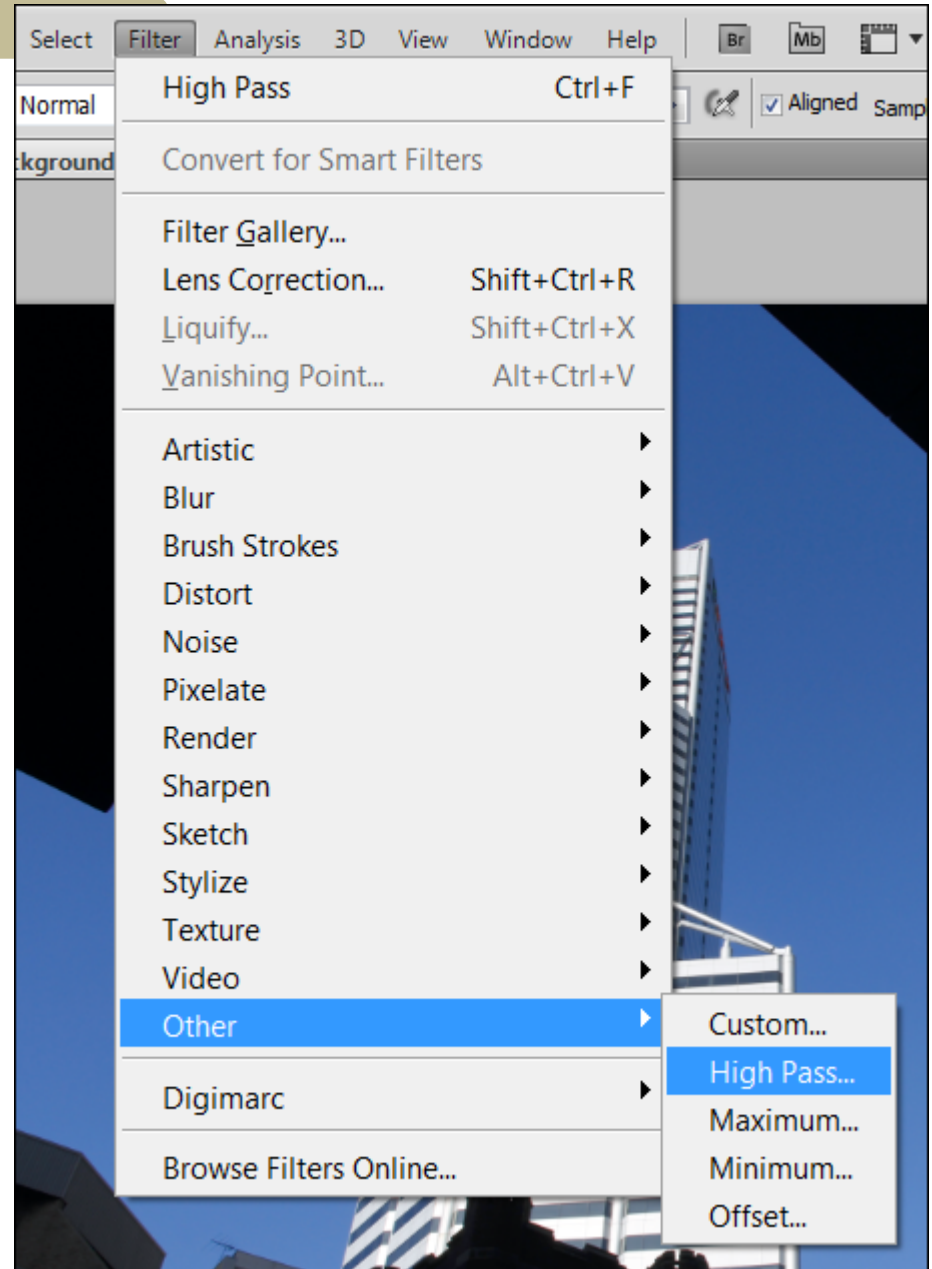 Select Filter Analysis 3D View Window Help Br Mb
Normal Aligned Samp
kground
High Pass Ctrl+F
Convert for Smart Filters
Filter Gallery...
Lens Correction... Shift+Ctrl+R
Liquify... Shift+Ctrl+X
Vanishing Point... Alt+Ctrl+V
Artistic
Blur
Brush Strokes
Distort
Noise
Pixelate
Render
Sharpen
Sketch
Stylize
Texture
Video
Other
Custom...
High Pass...
Maximum...
Minimum...
Offset...
Digimarc
Browse Filters Online...